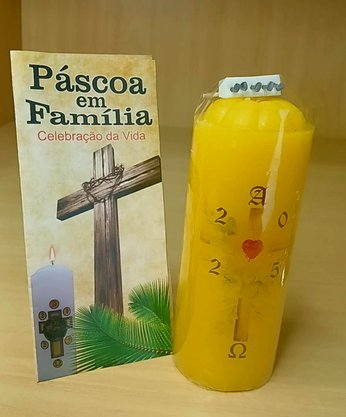 Páscoa
em
Família
Celebração da Vida
A
2 0
2 5
Ω